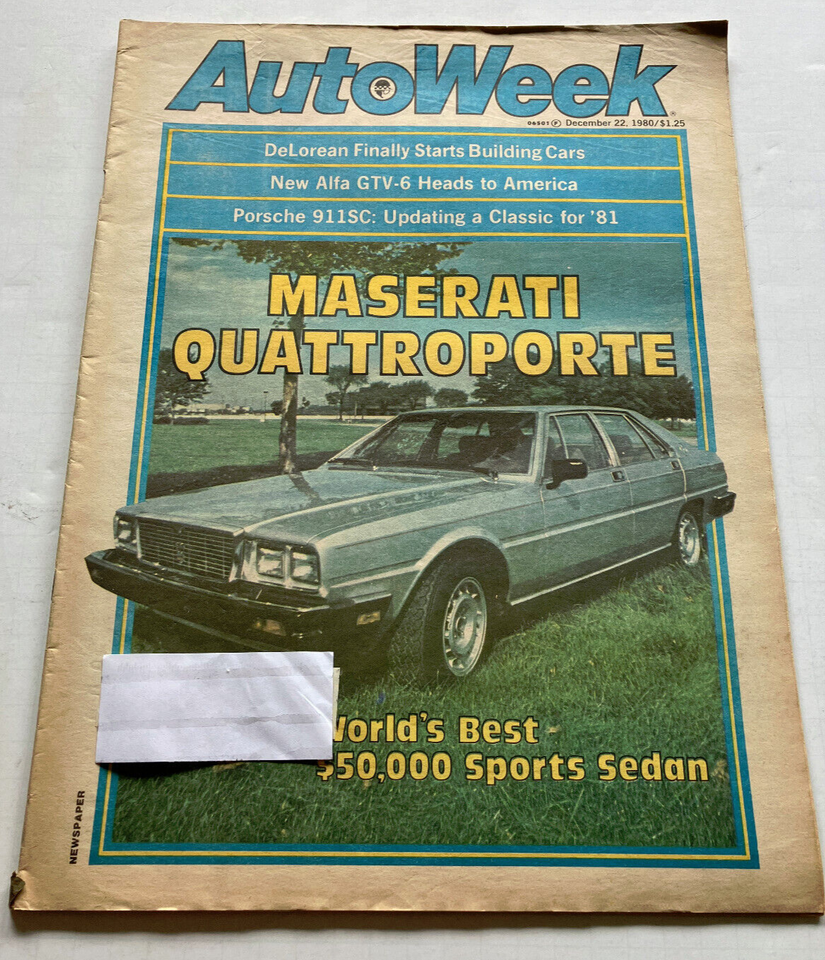 AutoWeek
06501 Ⓟ December 22, 1980/$1.25
DeLorean Finally Starts Building Cars
New Alfa GTV-6 Heads to America
Porsche 911SC: Updating a Classic for '81
MASERATI
QUATTROPORTE
World's Best
$50,000 Sports Sedan
NEWSPAPER